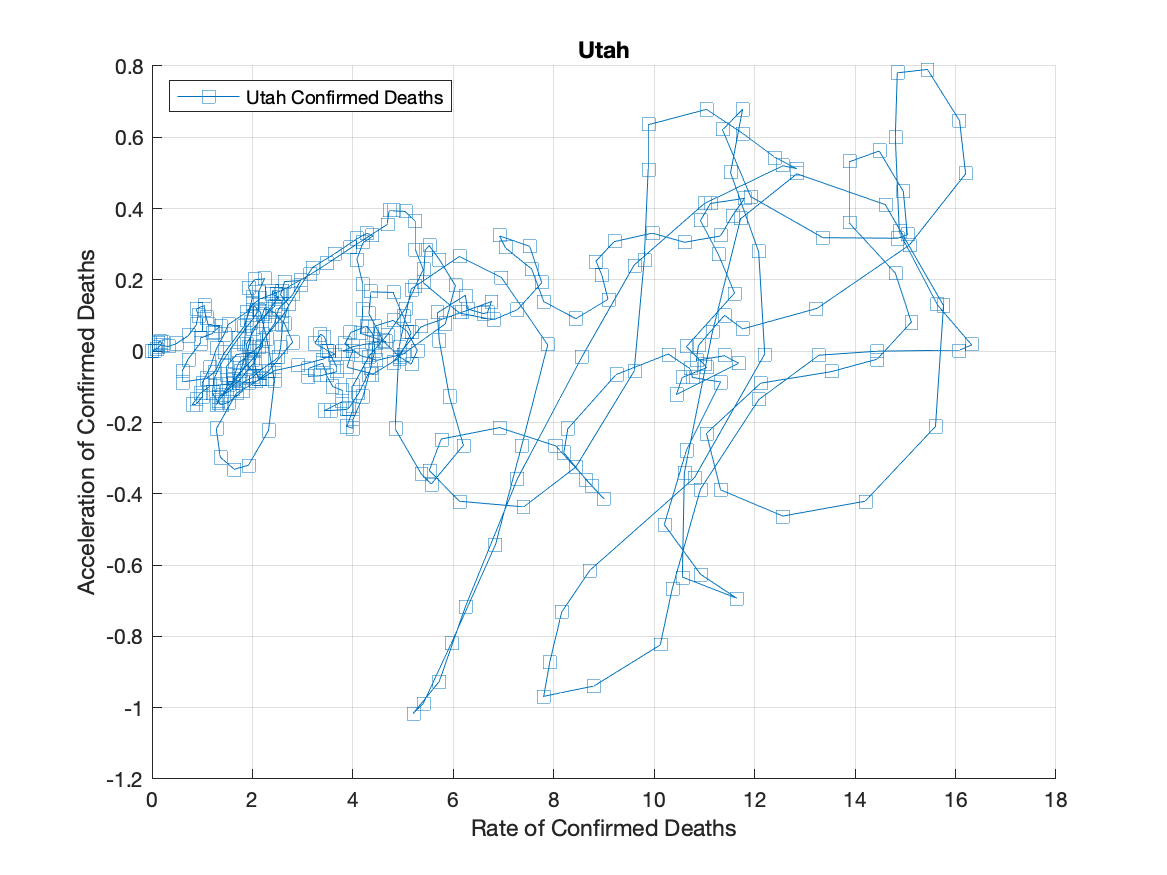 Utah
Utah Confirmed Deaths
0.8
0.6
0.4
0.2
0
-0.2
-0.4
-0.6
-0.8
-1
-1.2
Acceleration of Confirmed Deaths
0 2 4 6 8 10 12 14 16 18
Rate of Confirmed Deaths